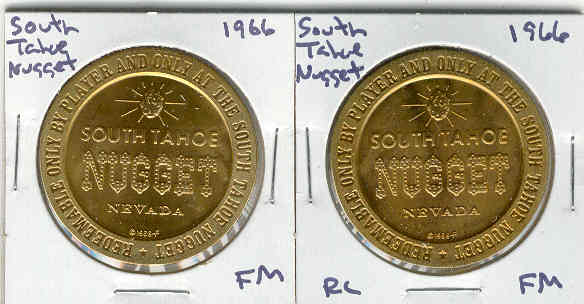 South
Tahoe
Nugget
1966
REDEEMABLE ONLY BY PLAYER AND ONLY AT THE SOUTH TAHOE NUGGET ★
SOUTH TAHOE
NUGGET
NEVADA
©1966-F
FM
South
Tahoe
Nugget
1966
REDEEMABLE ONLY BY PLAYER AND ONLY AT THE SOUTH TAHOE NUGGET ★
SOUTH TAHOE
NUGGET
NEVADA
©1966-F
RC
FM